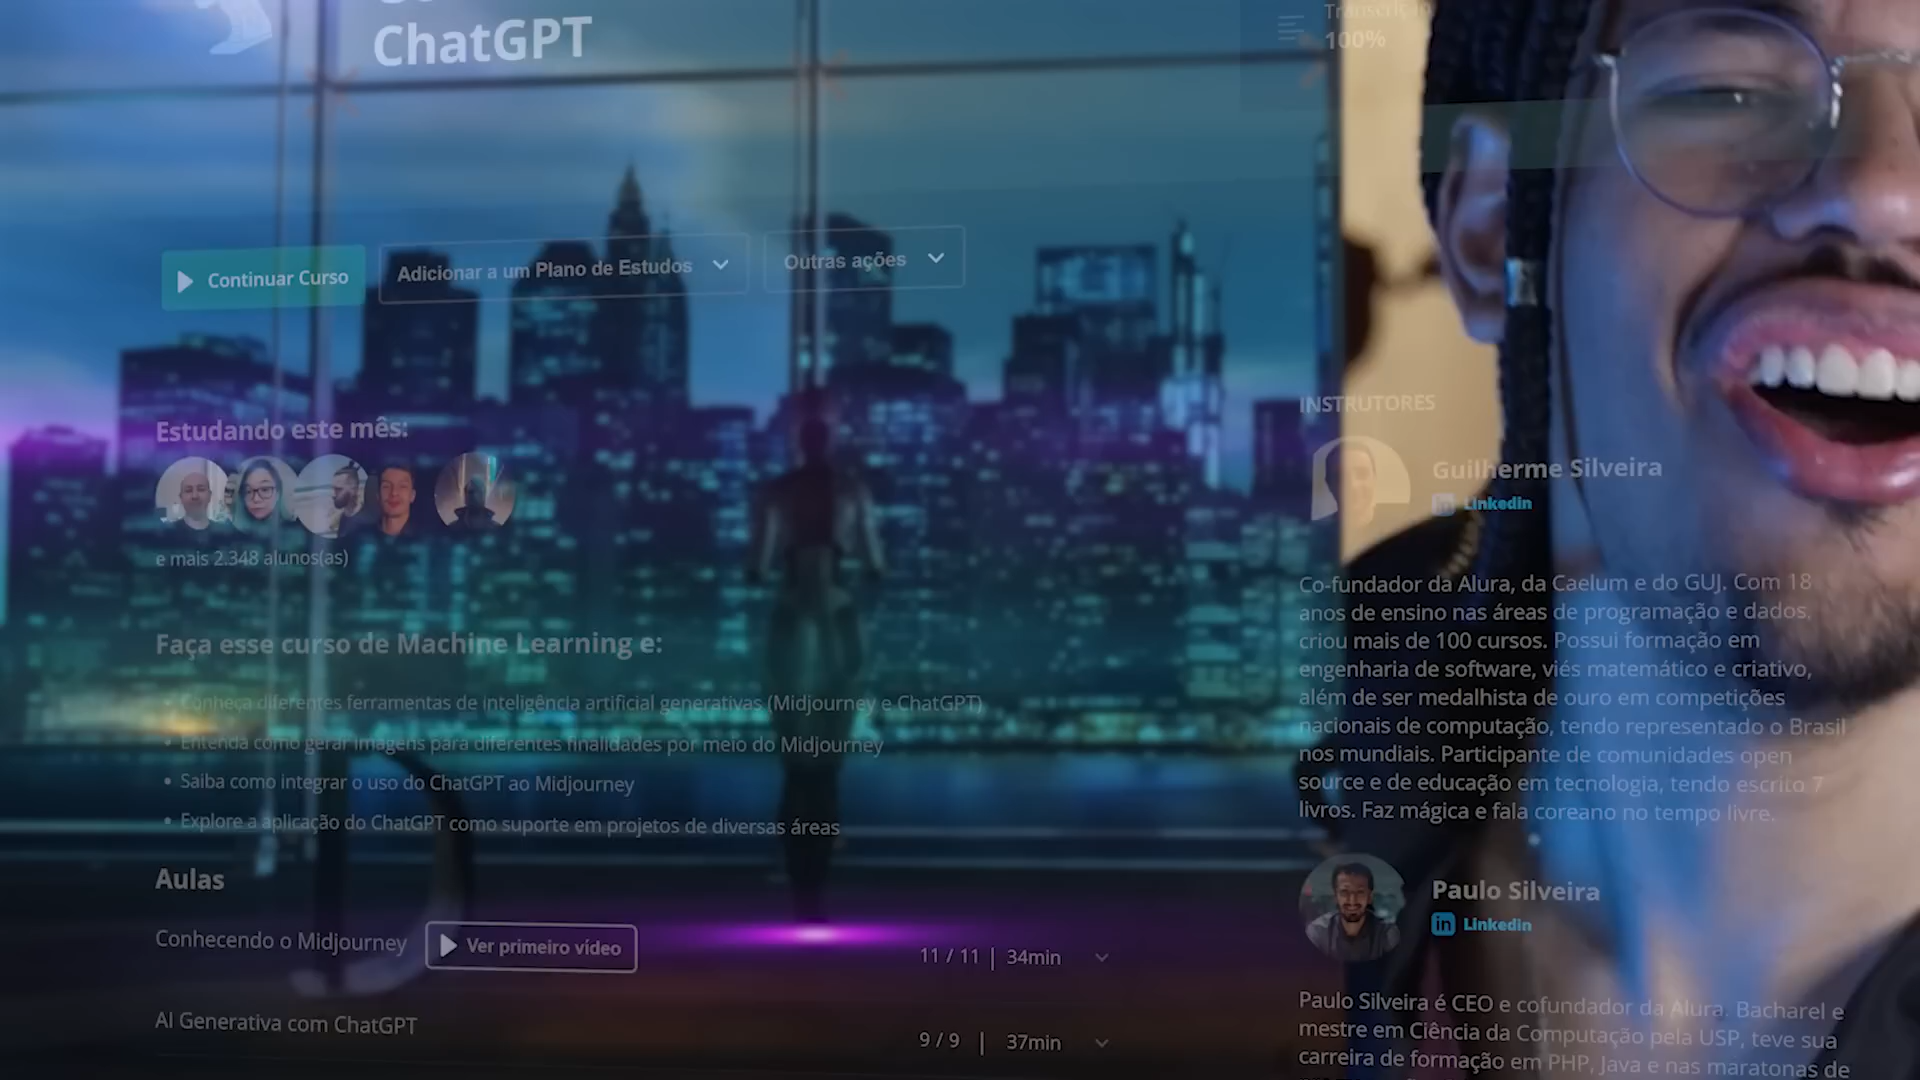 ChatGPT
Transcrição
100%
Continuar Curso
Adicionar a um Plano de Estudos
Outras ações
Estudando este mês:
e mais 2.348 alunos(as)
Faça esse curso de Machine Learning e:
• Conheça diferentes ferramentas de inteligência artificial generativas (Midjourney e ChatGPT)
• Entenda como gerar imagens para diferentes finalidades por meio do Midjourney
• Saiba como integrar o uso do ChatGPT ao Midjourney
• Explore a aplicação do ChatGPT como suporte em projetos de diversas áreas
Aulas
Conhecendo o Midjourney
Ver primeiro vídeo
11 / 11 | 34min
AI Generativa com ChatGPT
9 / 9 | 37min
INSTRUTORES
Guilherme Silveira
in Linkedin
Co-fundador da Alura, da Caelum e do GUJ. Com 18
anos de ensino nas áreas de programação e dados,
criou mais de 100 cursos. Possui formação em
engenharia de software, viés matemático e criativo,
além de ser medalhista de ouro em competições
nacionais de computação, tendo representado o Brasil
nos mundiais. Participante de comunidades open
source e de educação em tecnologia, tendo escrito 7
livros. Faz mágica e fala coreano no tempo livre.
Paulo Silveira
in Linkedin
Paulo Silveira é CEO e cofundador da Alura. Bacharel e
mestre em Ciência da Computação pela USP, teve sua
carreira de formação em PHP, Java e nas maratonas de